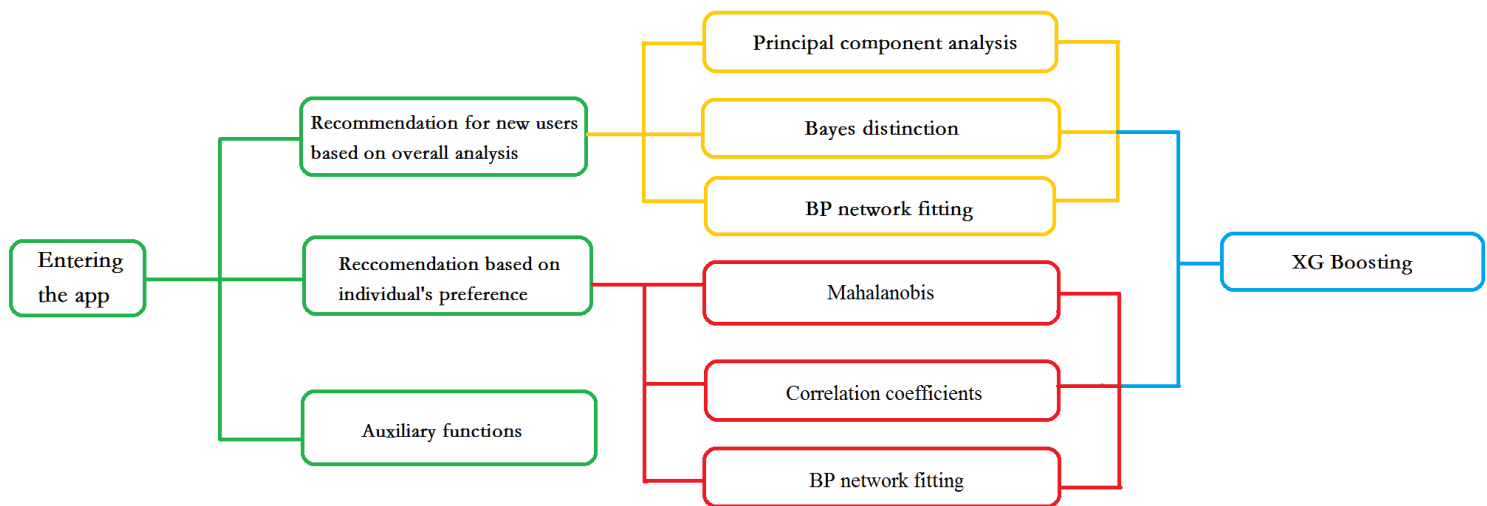 Entering
the app
Recommendation for new users
based on overall analysis
Reccomendation based on
individual's preference
Auxiliary functions
Principal component analysis
Bayes distinction
BP network fitting
Mahalanobis
Correlation coefficients
BP network fitting
XG Boosting